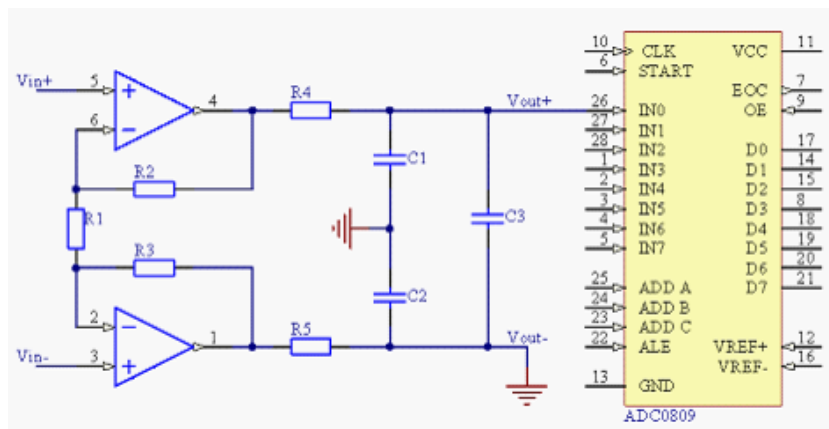 Vin+
5
+
4
6
−
R4
R2
R1
R3
2
−
1
3
+
Vin-
R5
C1
C2
C3
Vout+
Vout-
10
CLK
VCC
11
6
START
EOC
7
OE
9
26
IN0
27
IN1
28
IN2
D0
17
1
IN3
D1
14
2
IN4
D2
15
3
IN5
D3
8
4
IN6
D4
18
5
IN7
D5
19
D6
20
D7
21
25
ADD A
24
ADD B
23
ADD C
22
ALE
VREF+
12
VREF-
16
13
GND
ADC0809